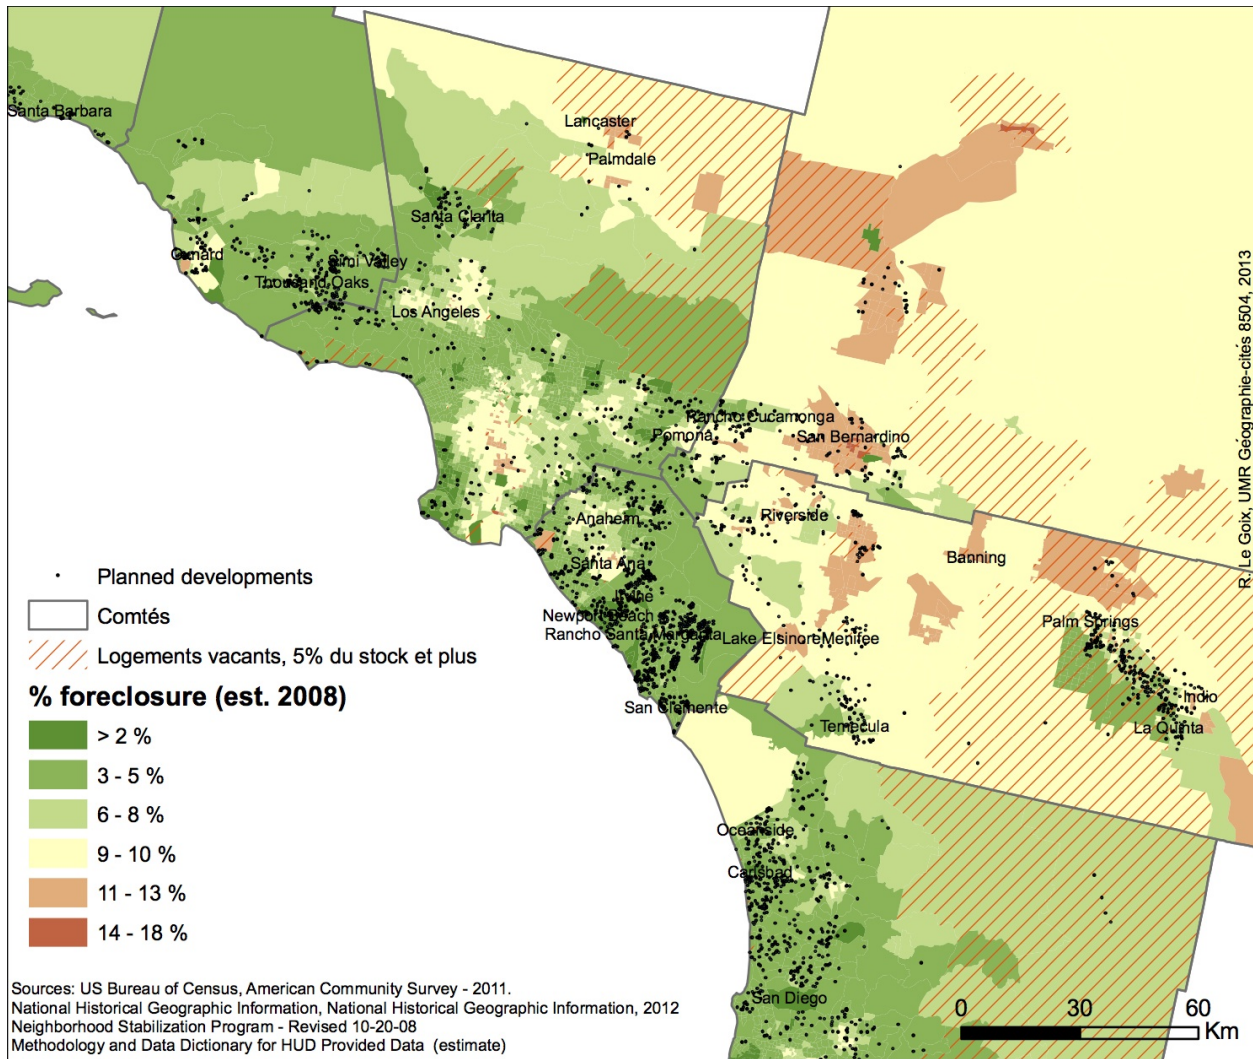 Santa Barbara
Lancaster
Palmdale
Santa Clarita
Oxnard
Simi Valley
Thousand Oaks
Los Angeles
Rancho Cucamonga
Pomona
San Bernardino
Anaheim
Riverside
Santa Ana
Banning
Irvine
Newport Beach
Rancho Santa Margarita
Lake Elsinore
Menifee
Palm Springs
Indio
La Quinta
San Clemente
Temecula
Oceanside
Carlsbad
San Diego
R. Le Goix, UMR Géographie-cités 8504, 2013
Planned developments
Comtés
Logements vacants, 5% du stock et plus
% foreclosure (est. 2008)
> 2 %
3 - 5 %
6 - 8 %
9 - 10 %
11 - 13 %
14 - 18 %
Sources: US Bureau of Census, American Community Survey - 2011.
National Historical Geographic Information, National Historical Geographic Information, 2012
Neighborhood Stabilization Program - Revised 10-20-08
Methodology and Data Dictionary for HUD Provided Data (estimate)
0 30 60
Km